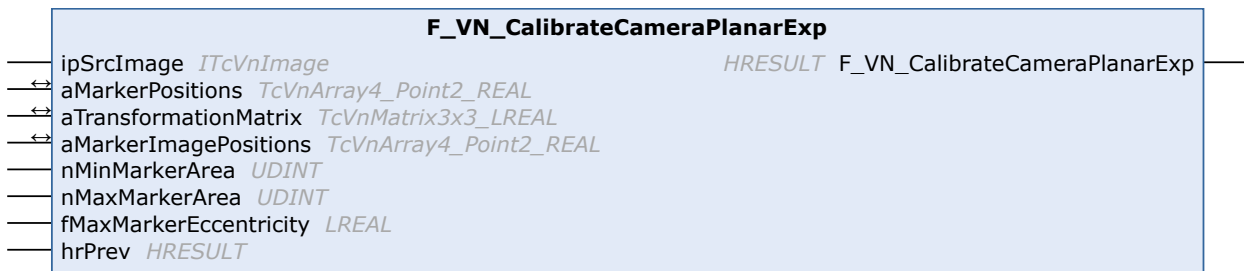 F_VN_CalibrateCameraPlanarExp
ipSrcImage ITcVnImage HRESULT F_VN_CalibrateCameraPlanarExp
↔ aMarkerPositions TcVnArray4_Point2_REAL
↔ aTransformationMatrix TcVnMatrix3x3_LREAL
↔ aMarkerImagePositions TcVnArray4_Point2_REAL
nMinMarkerArea UDINT
nMaxMarkerArea UDINT
fMaxMarkerEccentricity LREAL
hrPrev HRESULT